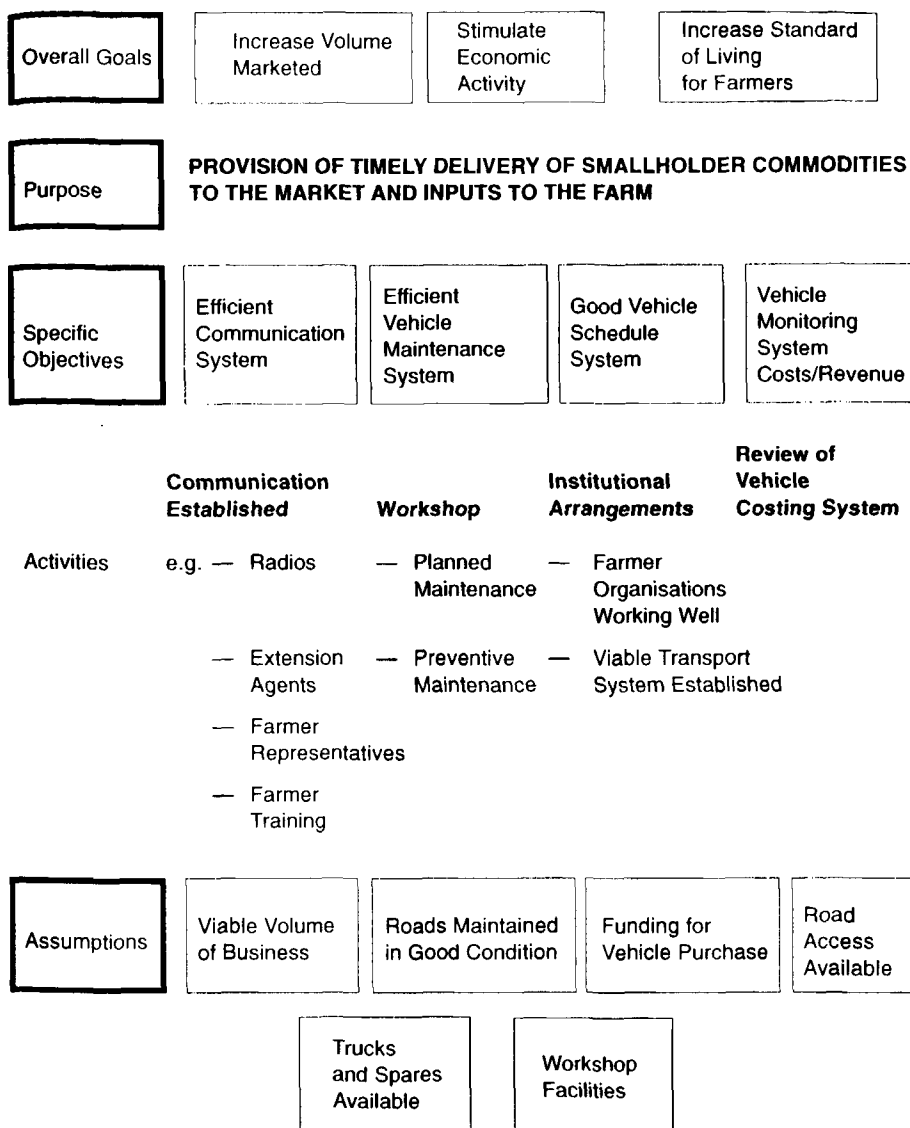 Overall Goals
Increase Volume
Marketed
Stimulate
Economic
Activity
Increase Standard
of Living
for Farmers
Purpose
PROVISION OF TIMELY DELIVERY OF SMALLHOLDER COMMODITIES
TO THE MARKET AND INPUTS TO THE FARM
Specific
Objectives
Efficient
Communication
System
Efficient
Vehicle
Maintenance
System
Good Vehicle
Schedule
System
Vehicle
Monitoring
System
Costs/Revenue
Communication
Established
Workshop
Institutional
Arrangements
Review of
Vehicle
Costing System
Activities
e.g. — Radios
— Extension
Agents
— Farmer
Representatives
— Farmer
Training
— Planned
Maintenance
— Preventive
Maintenance
— Farmer
Organisations
Working Well
— Viable Transport
System Established
Assumptions
Viable Volume
of Business
Roads Maintained
in Good Condition
Funding for
Vehicle Purchase
Road
Access
Available
Trucks
and Spares
Available
Workshop
Facilities